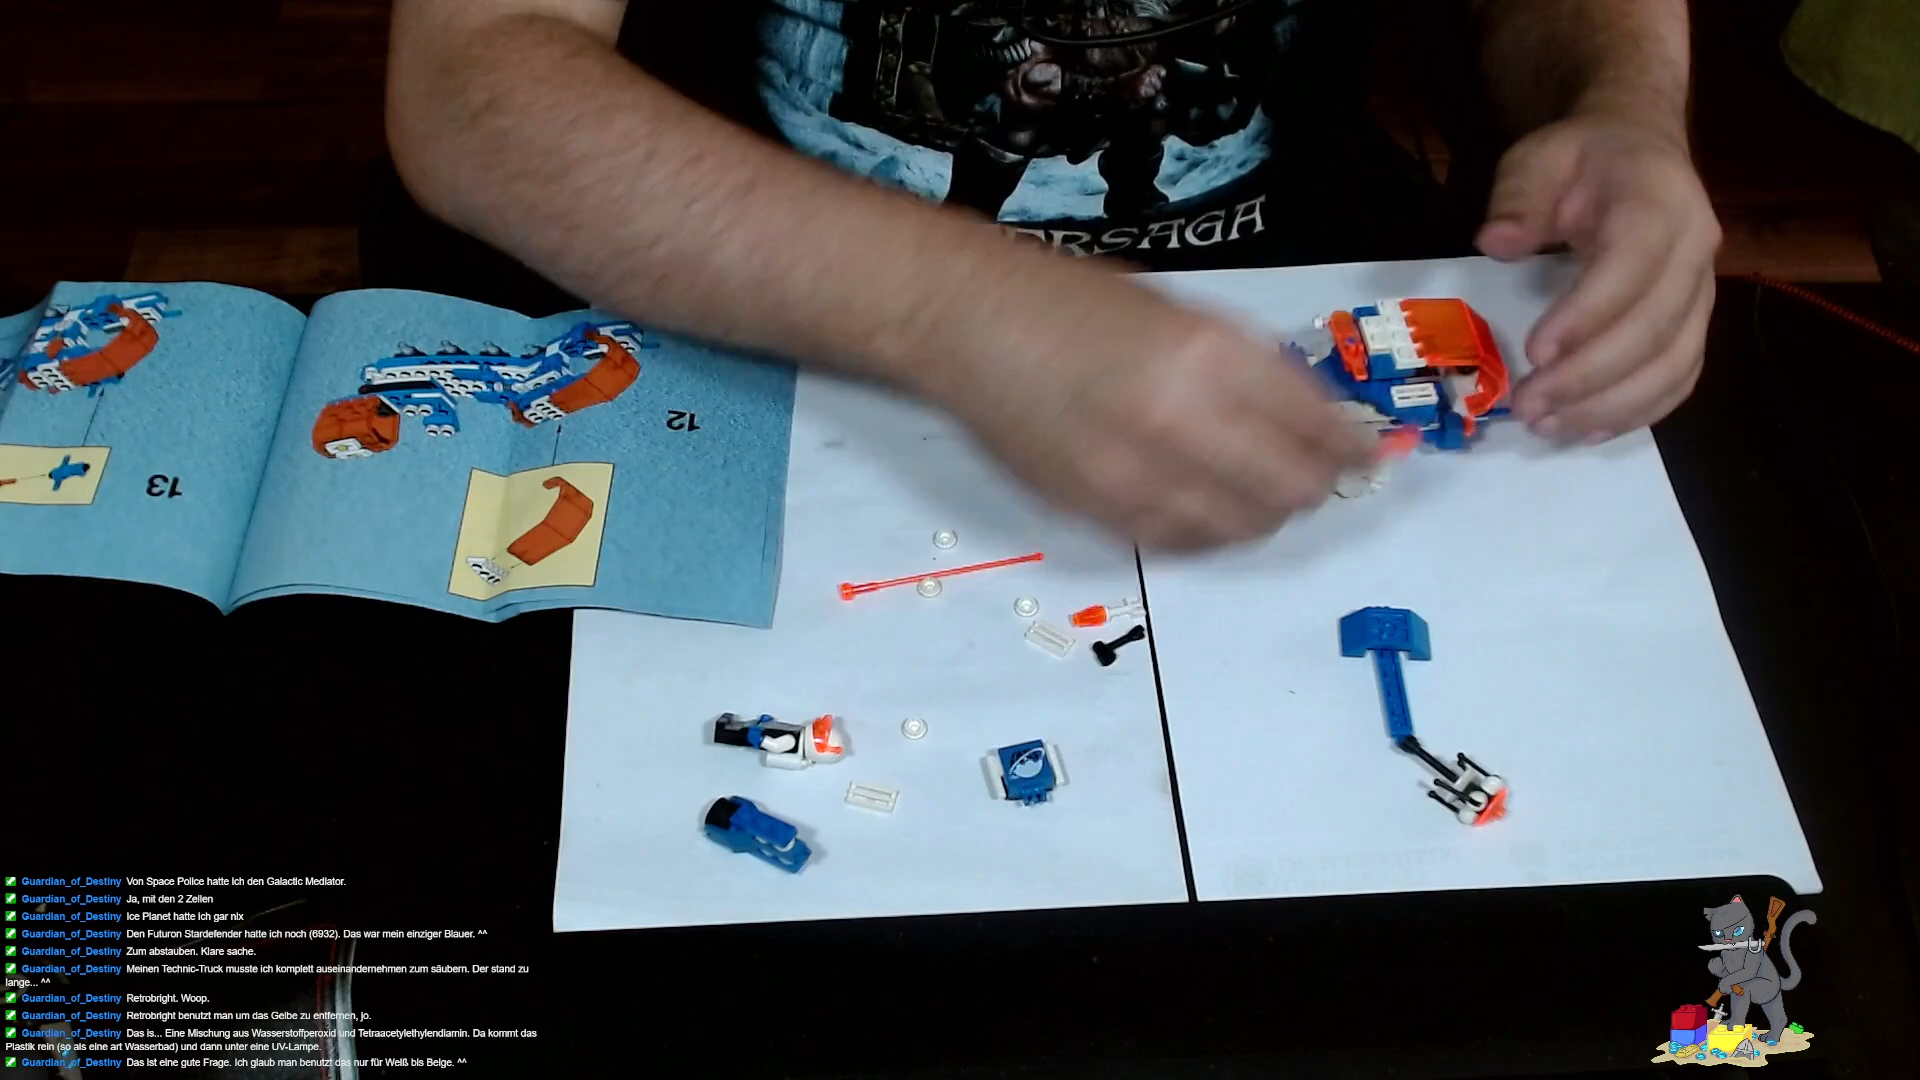 ERSAGA
12
13
Guardian_of_Destiny Von Space Police hatte ich den Galactic Mediator.
Guardian_of_Destiny Ja, mit den 2 Zellen
Guardian_of_Destiny Ice Planet hatte ich gar nix
Guardian_of_Destiny Den Futuron Stardefender hatte ich noch (6932). Das war mein einziger Blauer. ^^
Guardian_of_Destiny Zum abstauben. Klare sache.
Guardian_of_Destiny Meinen Technic-Truck musste ich komplett auseinandernehmen zum säubern. Der stand zu
lange... ^^
Guardian_of_Destiny Retrobright. Woop.
Guardian_of_Destiny Retrobright benutzt man um das Gelbe zu entfernen, jo.
Guardian_of_Destiny Das is... Eine Mischung aus Wasserstoffperoxid und Tetraacetylethylendiamin. Da kommt das
Plastik rein (so als eine art Wasserbad) und dann unter eine UV-Lampe.
Guardian_of_Destiny Das ist eine gute Frage. Ich glaub man benutzt das nur für Weiß bis Beige. ^^